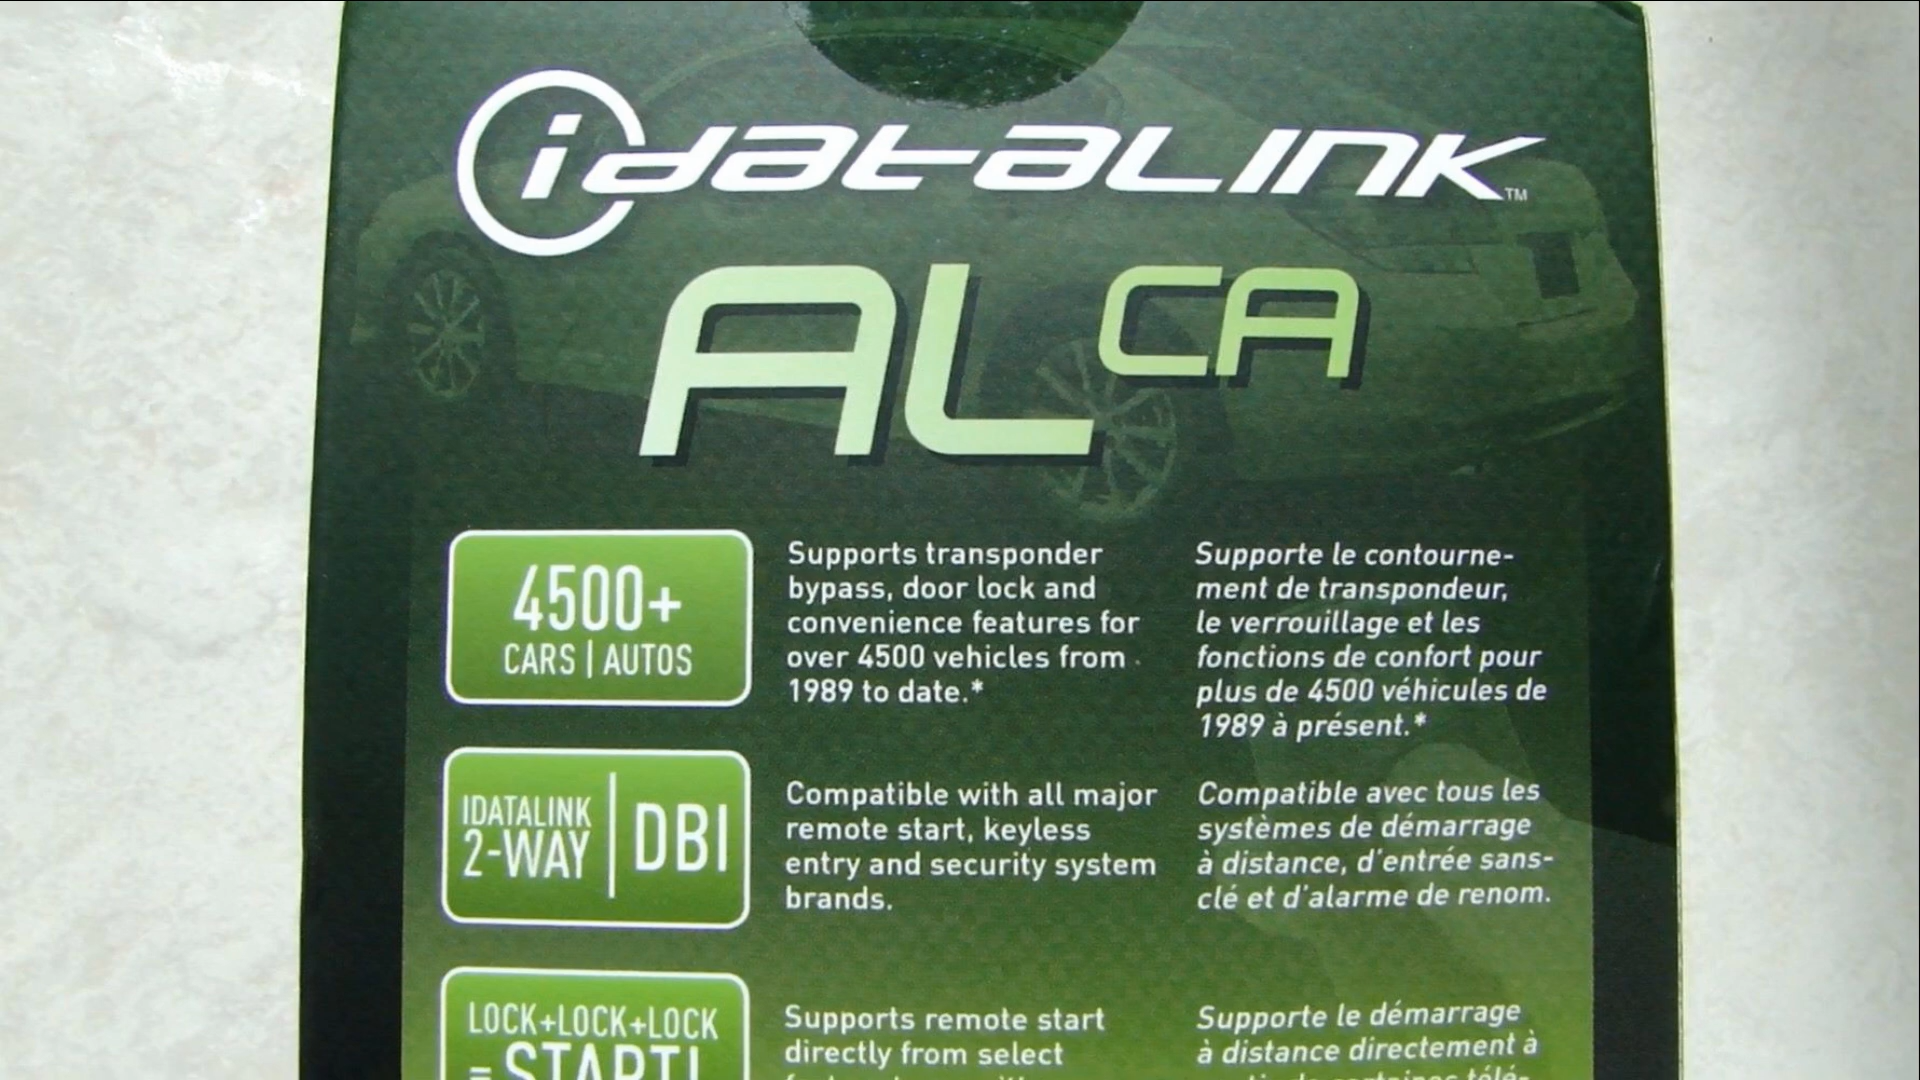 idataLINK™
AL CA
4500+
CARS | AUTOS
Supports transponder
bypass, door lock and
convenience features for
over 4500 vehicles from
1989 to date.*
Supporte le contourne-
ment de transpondeur,
le verrouillage et les
fonctions de confort pour
plus de 4500 véhicules de
1989 à présent.*
IDATALINK
2-WAY | DBI
Compatible with all major
remote start, keyless
entry and security system
brands.
Compatible avec tous les
systèmes de démarrage
à distance, d'entrée sans-
clé et d'alarme de renom.
LOCK+LOCK+LOCK
= START!
Supports remote start
directly from select
Supporte le démarrage
à distance directement à